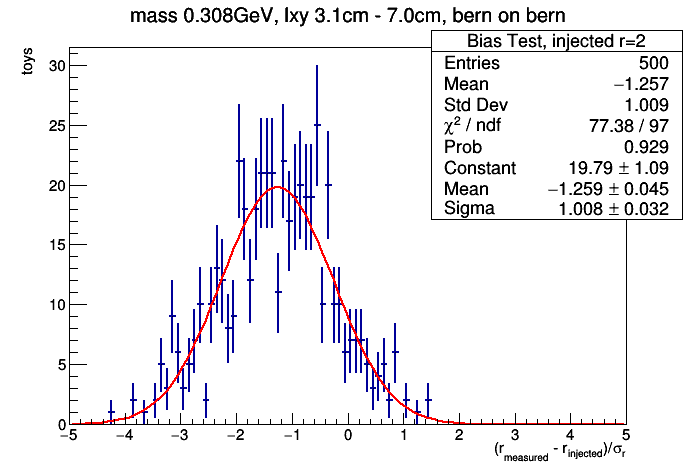 mass 0.308GeV, lxy 3.1cm - 7.0cm, bern on bern
Bias Test, injected r=2
Entries 500
Mean −1.257
Std Dev 1.009
χ² / ndf 77.38 / 97
Prob 0.929
Constant 19.79 ± 1.09
Mean −1.259 ± 0.045
Sigma 1.008 ± 0.032
toys
30
25
20
15
10
5
0
−5 −4 −3 −2 −1 0 1 2 3 4 5
(r_measured - r_injected)/σ_r